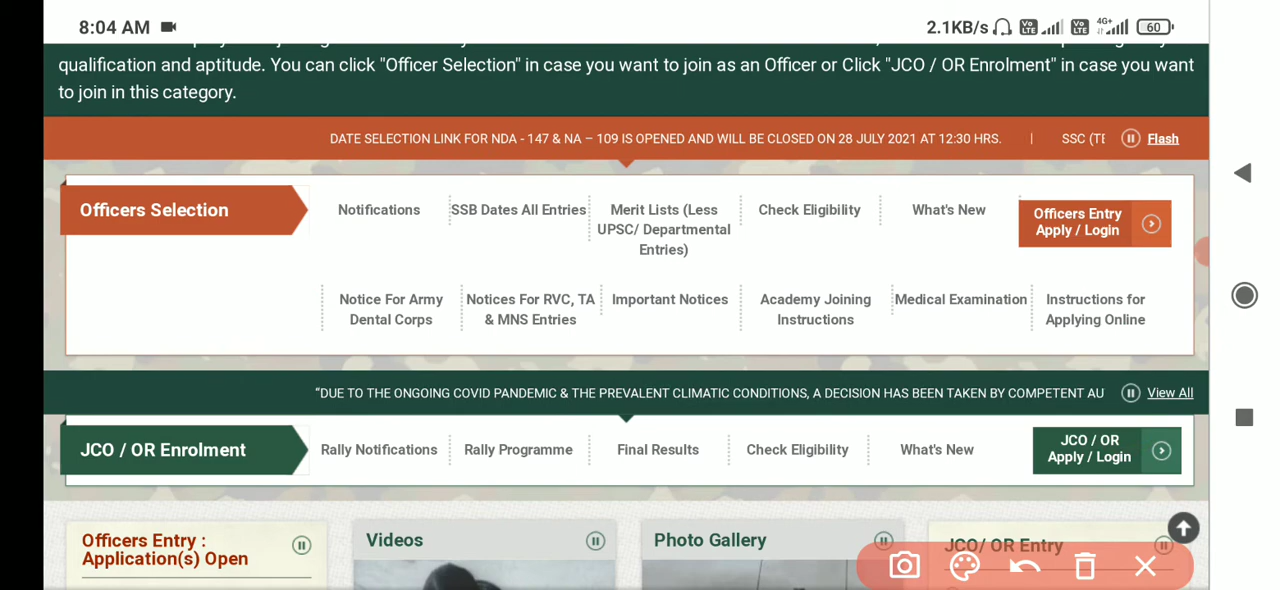 8:04 AM
2.1KB/s
Vo LTE
Vo LTE
4G+
60
qualification and aptitude. You can click "Officer Selection" in case you want to join as an Officer or Click "JCO / OR Enrolment" in case you want
to join in this category.
DATE SELECTION LINK FOR NDA - 147 & NA – 109 IS OPENED AND WILL BE CLOSED ON 28 JULY 2021 AT 12:30 HRS. | SSC (TE
Flash
Officers Selection
Notifications
SSB Dates All Entries
Merit Lists (Less
UPSC/ Departmental
Entries)
Check Eligibility
What's New
Officers Entry
Apply / Login
Notice For Army
Dental Corps
Notices For RVC, TA
& MNS Entries
Important Notices
Academy Joining
Instructions
Medical Examination
Instructions for
Applying Online
“DUE TO THE ONGOING COVID PANDEMIC & THE PREVALENT CLIMATIC CONDITIONS, A DECISION HAS BEEN TAKEN BY COMPETENT AU
View All
JCO / OR Enrolment
Rally Notifications
Rally Programme
Final Results
Check Eligibility
What's New
JCO / OR
Apply / Login
Officers Entry :
Application(s) Open
Videos
Photo Gallery
JCO/ OR Entry